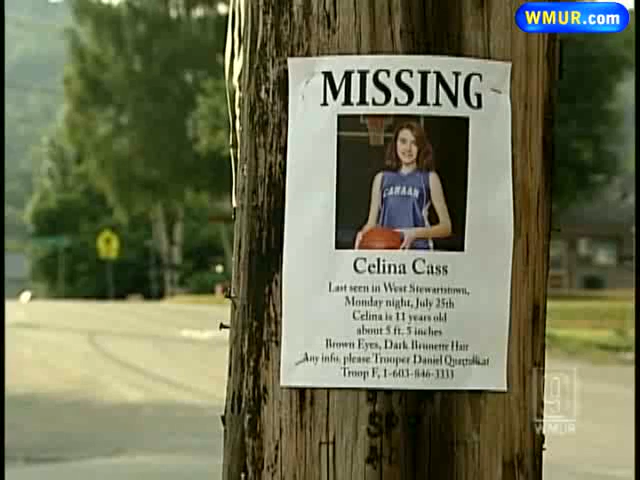 WMUR.com
MISSING
CANAAN
Celina Cass
Last seen in West Stewartstown,
Monday night, July 25th
Celina is 11 years old
about 5 ft. 5 inches
Brown Eyes, Dark Brunette Hair
Any info. please Trooper Daniel Quartulkat
Troop F, 1-603-846-3333
9
WMUR